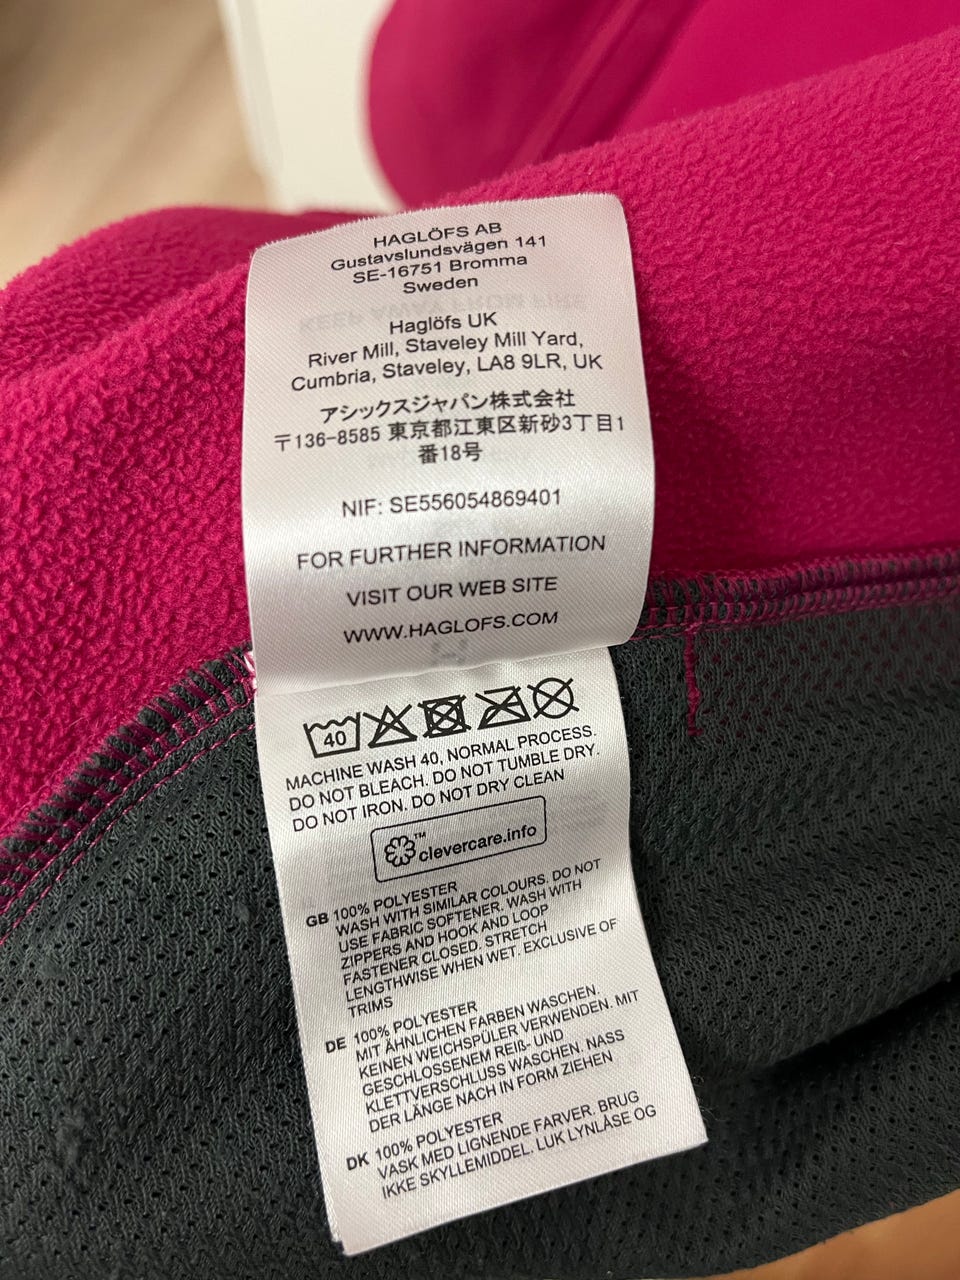 HAGLÖFS AB
Gustavslundsvägen 141
SE-16751 Bromma
Sweden
Haglöfs UK
River Mill, Staveley Mill Yard,
Cumbria, Staveley, LA8 9LR, UK
アシックスジャパン株式会社
〒136-8585 東京都江東区新砂3丁目1
番18号
NIF: SE556054869401
FOR FURTHER INFORMATION
VISIT OUR WEB SITE
WWW.HAGLOFS.COM
40
MACHINE WASH 40, NORMAL PROCESS.
DO NOT BLEACH. DO NOT TUMBLE DRY.
DO NOT IRON. DO NOT DRY CLEAN
™ clevercare.info
GB 100% POLYESTER
WASH WITH SIMILAR COLOURS. DO NOT
USE FABRIC SOFTENER. WASH WITH
ZIPPERS AND HOOK AND LOOP
FASTENER CLOSED. STRETCH
LENGTHWISE WHEN WET. EXCLUSIVE OF
TRIMS
DE 100% POLYESTER
MIT ÄHNLICHEN FARBEN WASCHEN.
KEINEN WEICHSPÜLER VERWENDEN. MIT
GESCHLOSSENEM REIß- UND
KLETTVERSCHLUSS WASCHEN. NASS
DER LÄNGE NACH IN FORM ZIEHEN
DK 100% POLYESTER
VASK MED LIGNENDE FARVER. BRUG
IKKE SKYLLEMIDDEL. LUK LYNLÅSE OG